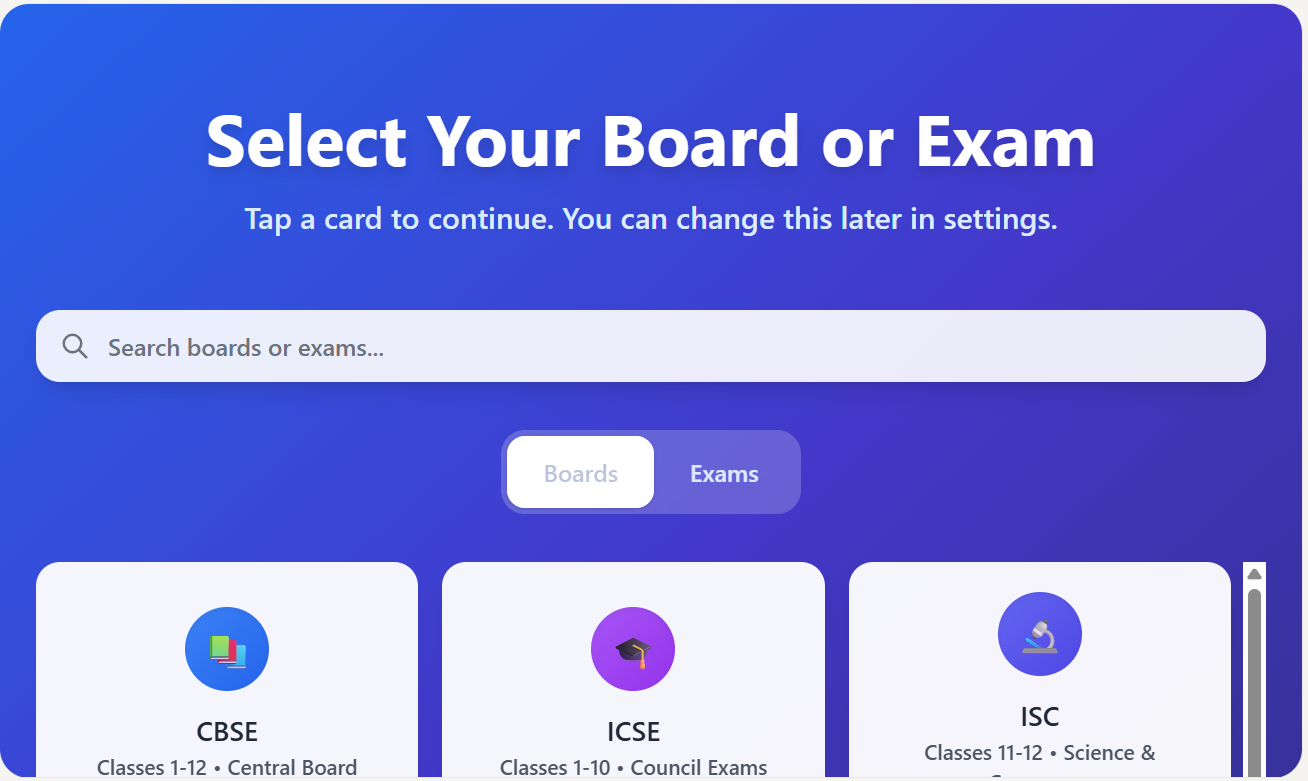 Select Your Board or Exam
Tap a card to continue. You can change this later in settings.
Search boards or exams...
Boards
Exams
CBSE
Classes 1-12 • Central Board
ICSE
Classes 1-10 • Council Exams
ISC
Classes 11-12 • Science &